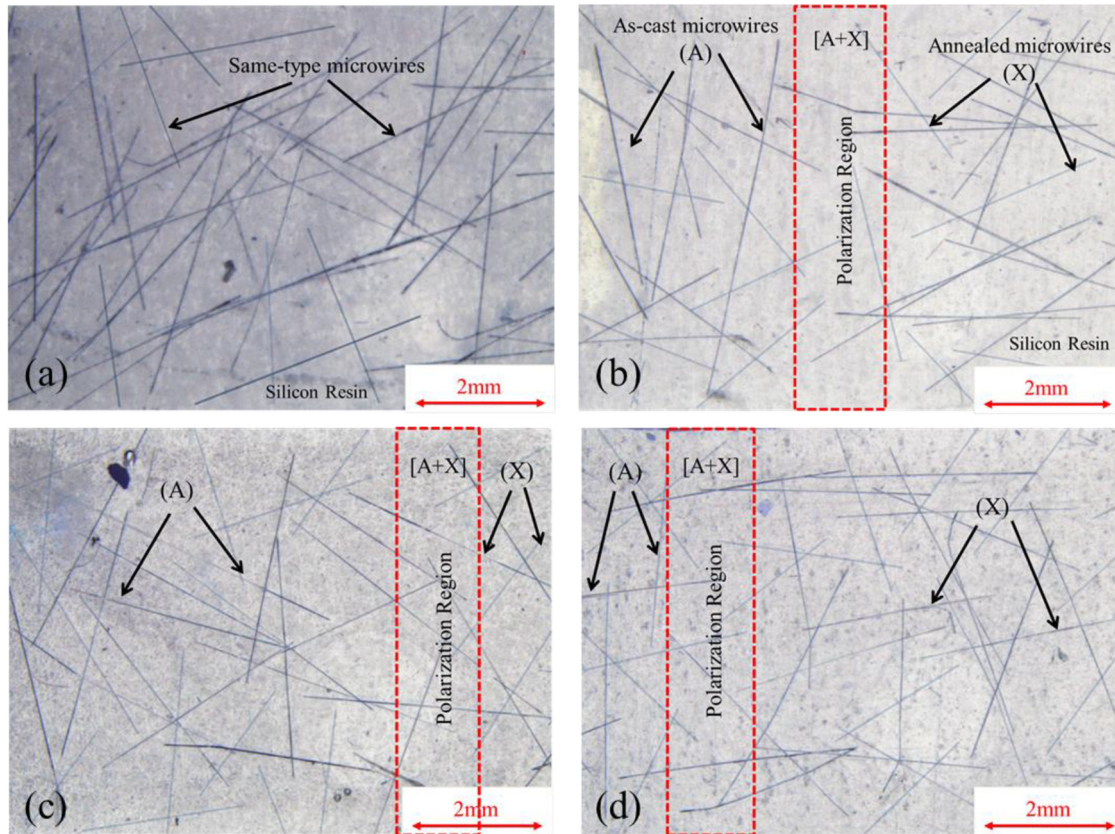 Same-type microwires
Silicon Resin
(a)
2mm
As-cast microwires
(A)
[A+X]
Annealed microwires
(X)
Polarization Region
Silicon Resin
(b)
2mm
(A)
[A+X]
(X)
Polarization Region
(c)
2mm
(A)
[A+X]
(X)
Polarization Region
(d)
2mm